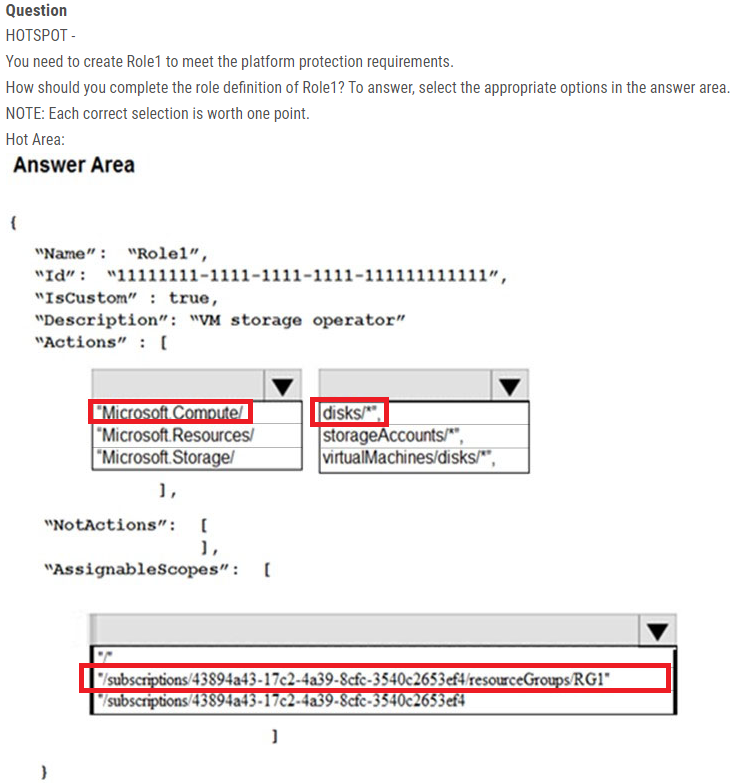 Question
HOTSPOT -
You need to create Role1 to meet the platform protection requirements.
How should you complete the role definition of Role1? To answer, select the appropriate options in the answer area.
NOTE: Each correct selection is worth one point.
Hot Area:
Answer Area
{
“Name”: “Role1”,
“Id”: “11111111-1111-1111-1111-111111111111”,
“IsCustom” : true,
“Description”: “VM storage operator”
“Actions” : [
"Microsoft.Compute/ disks/*",
"Microsoft.Resources/ storageAccounts/*",
"Microsoft.Storage/ virtualMachines/disks/*",
],
“NotActions”: [
],
“AssignableScopes”: [
"/"
"/subscriptions/43894a43-17c2-4a39-8cfc-3540c2653ef4/resourceGroups/RG1"
"/subscriptions/43894a43-17c2-4a39-8cfc-3540c2653ef4
]
}